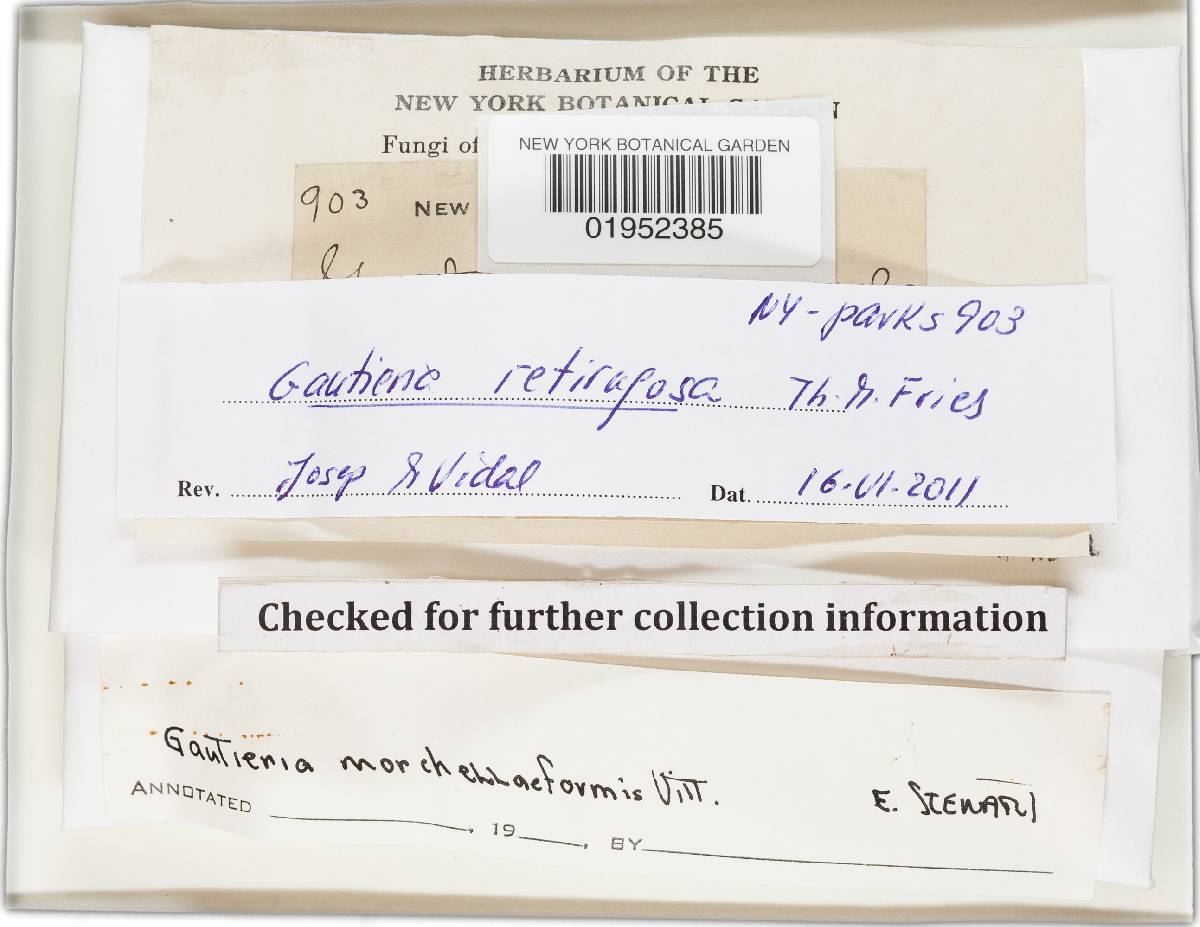 HERBARIUM OF THE
NEW YORK BOTANICAL
Fungi of
NEW YORK BOTANICAL GARDEN
01952385
903 NEW
NY-parks 903
Gautieria retirugosa Th. M. Fries
Rev. Josep M Vidal Dat. 16-VI-2011
Checked for further collection information
Gautieria morchellaeformis Vitt. E. Stewart
ANNOTATED , 19 , BY